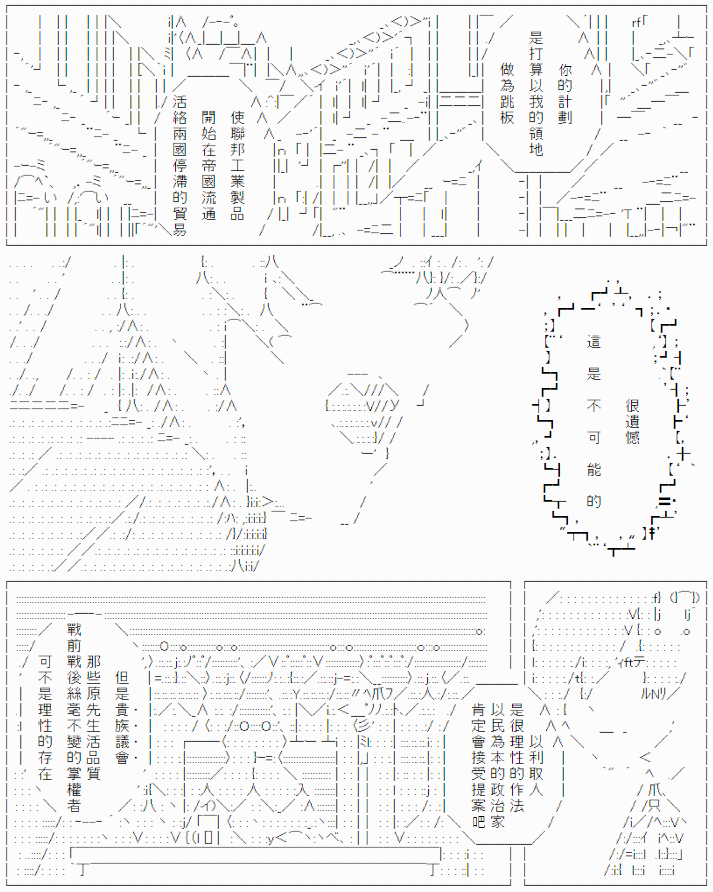 你的計劃
是打算以我的領地
做為跳板
使聯邦工業製品
開始在帝國流通
活絡兩國停滯的貿易
很遺憾
這是不可能的
以利取人
是很理性的作法
以民為本的政治家
肯定會接受提案吧
但是貴族議會
那些原先生活品質
戰前戰後絲毫不變的掌權者
可不是理性的存在